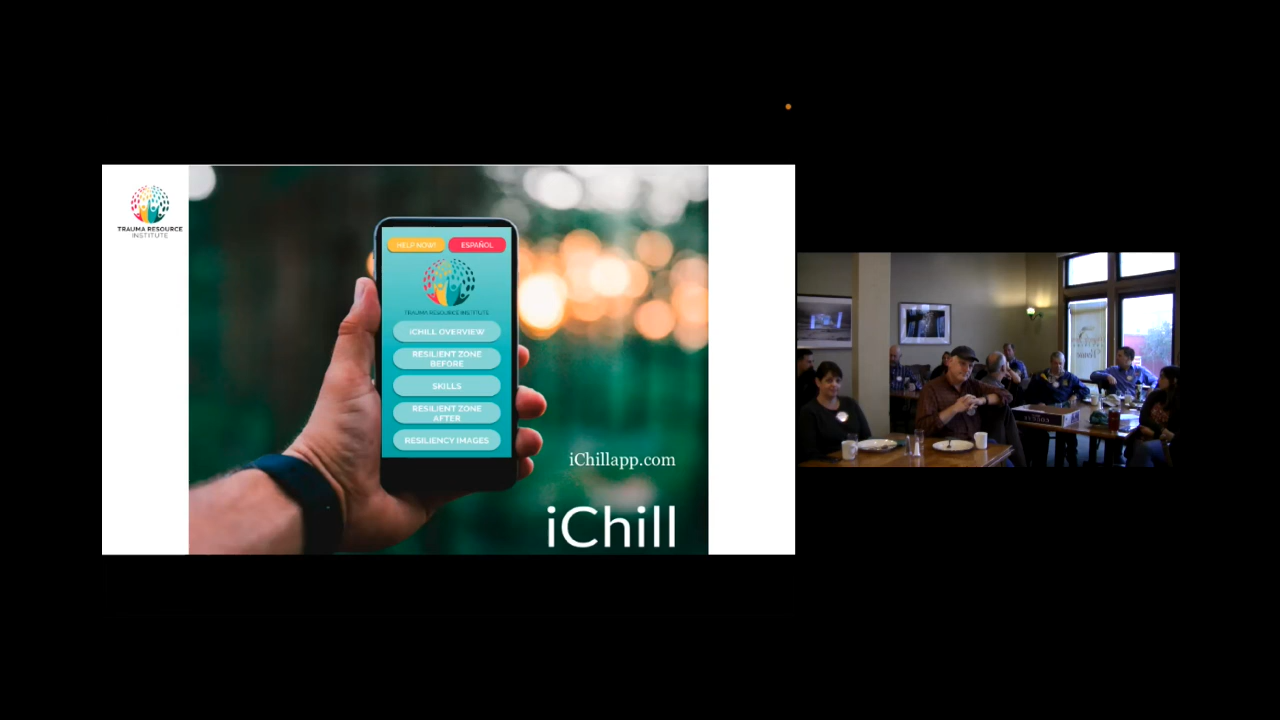 TRAUMA RESOURCE
INSTITUTE
HELP NOW!
ESPAÑOL
TRAUMA RESOURCE INSTITUTE
iCHILL OVERVIEW
RESILIENT ZONE
BEFORE
SKILLS
RESILIENT ZONE
AFTER
RESILIENCY IMAGES
iChillapp.com
iChill